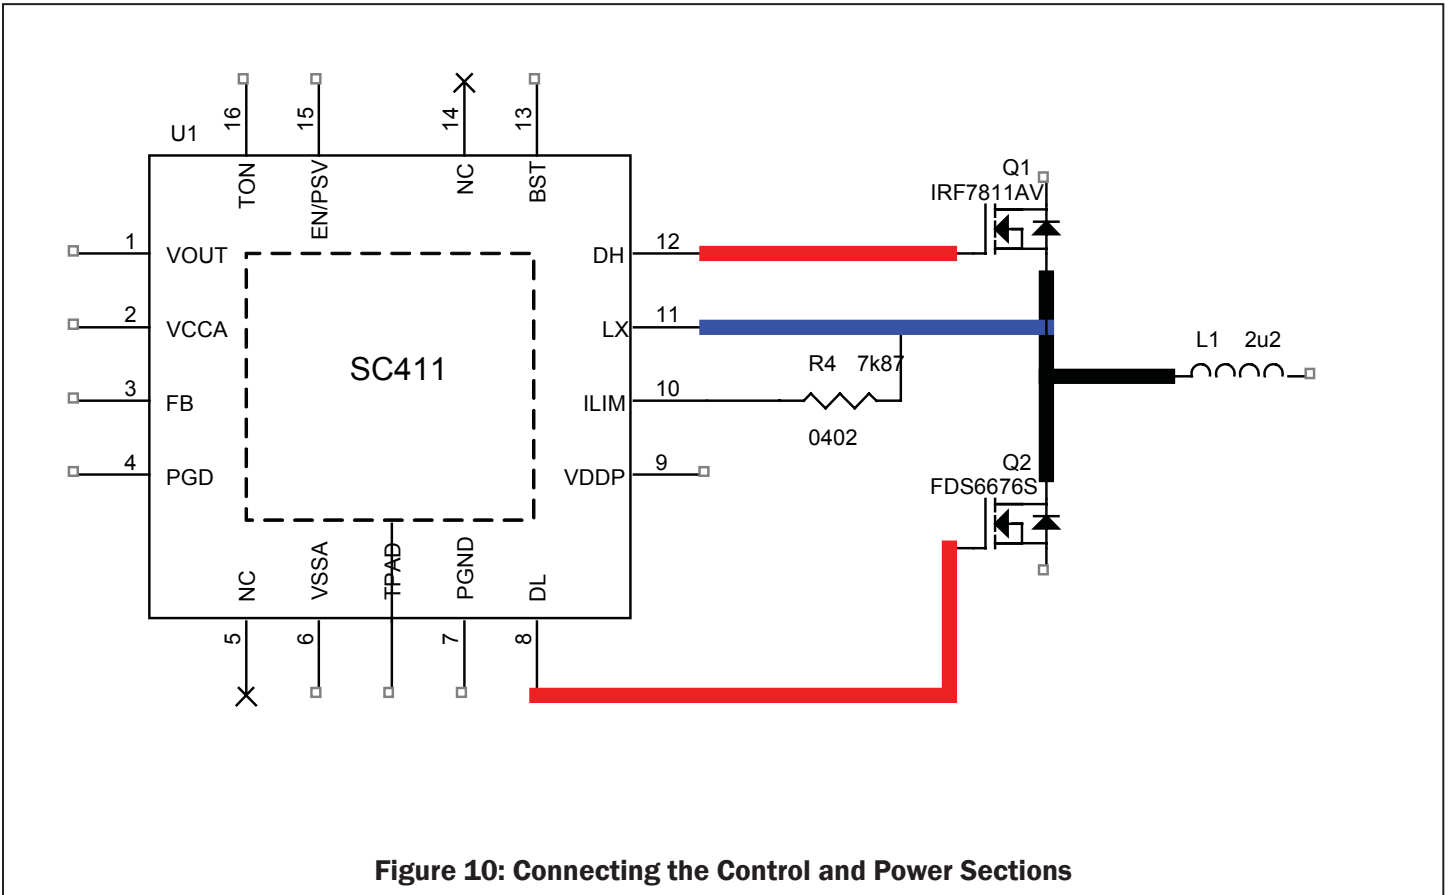 U1
16
15
14
13
TON
EN/PSV
NC
BST
Q1
IRF7811AV
1
VOUT
DH
12
2
VCCA
LX
11
L1 2u2
SC411
R4 7k87
3
FB
ILIM
10
0402
4
PGD
VDDP
9
Q2
FDS6676S
NC
VSSA
TPAD
PGND
DL
5
6
7
8
Figure 10: Connecting the Control and Power Sections